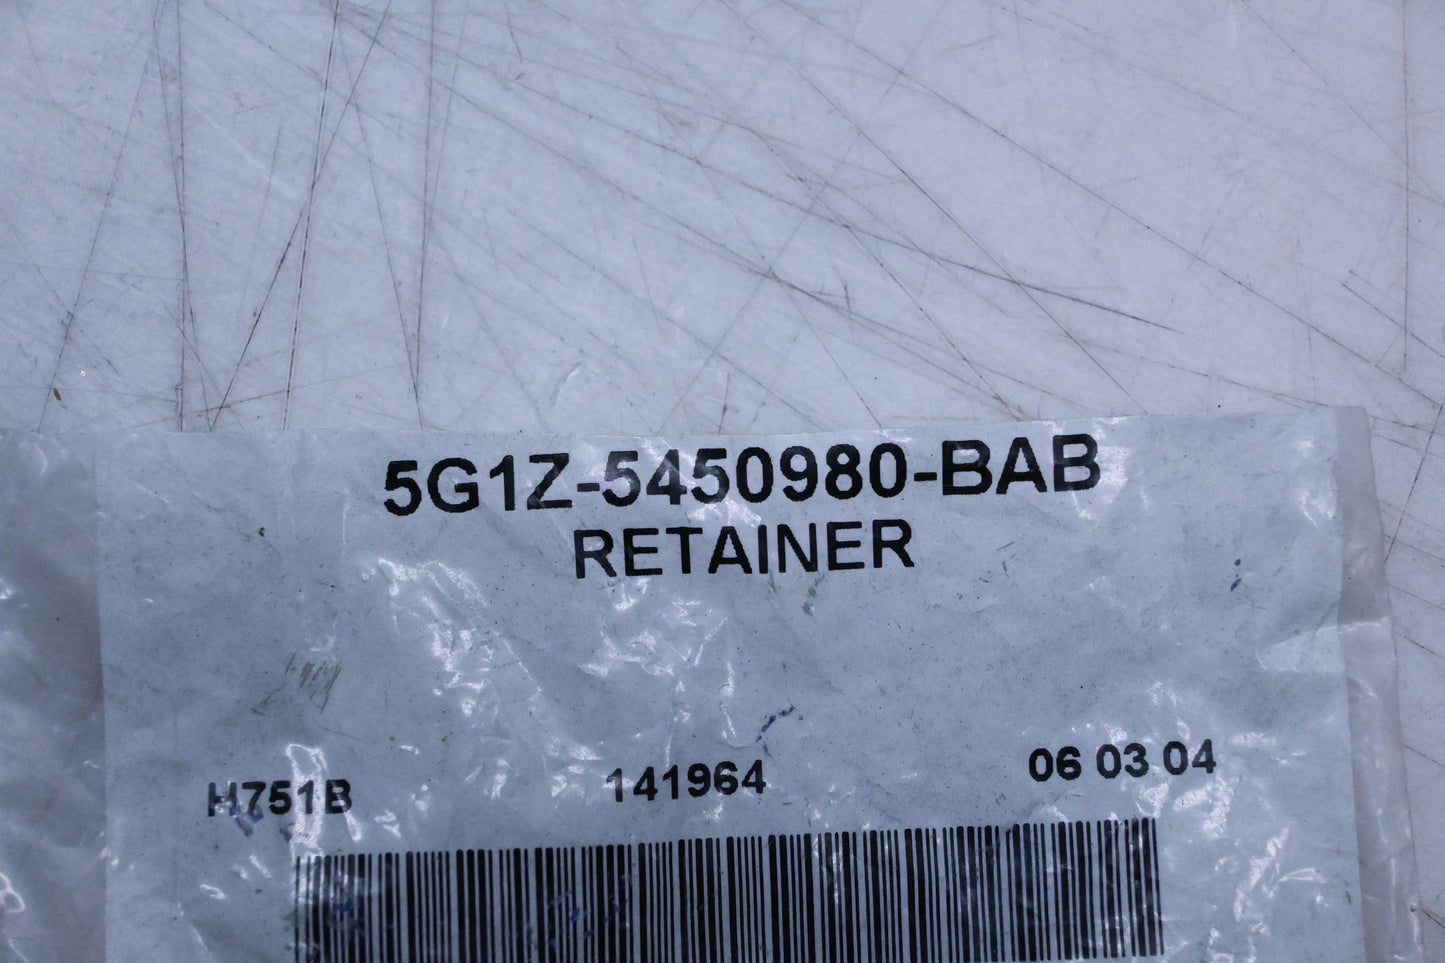 5G1Z-5450980-BAB
RETAINER
H751B 141964 06 03 04